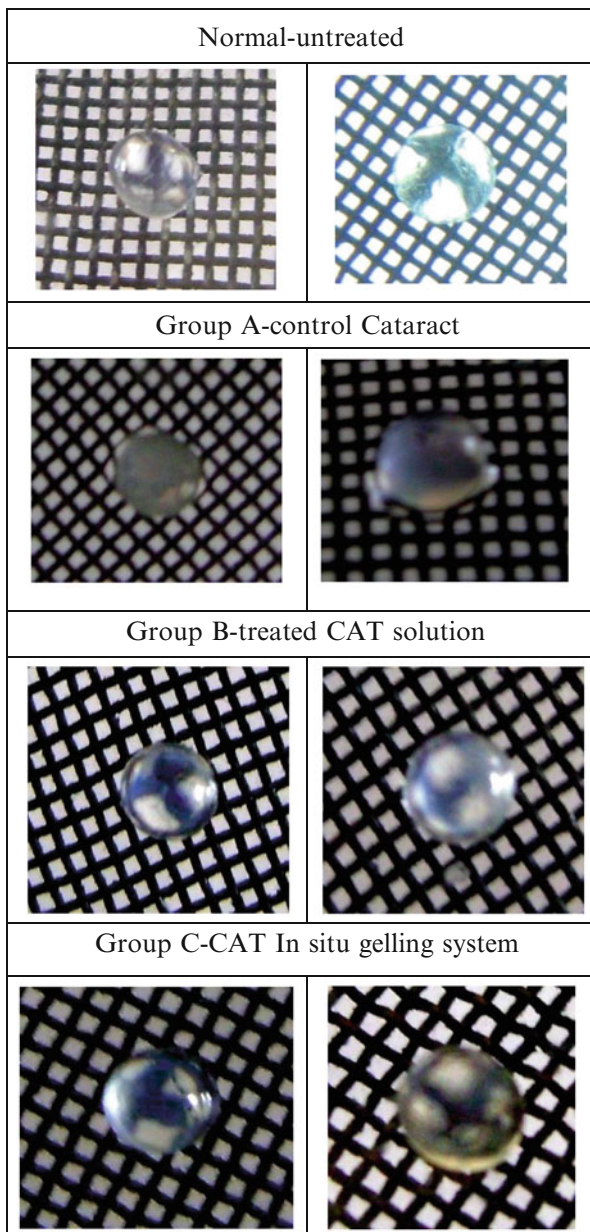 Normal-untreated
Group A-control Cataract
Group B-treated CAT solution
Group C-CAT In situ gelling system